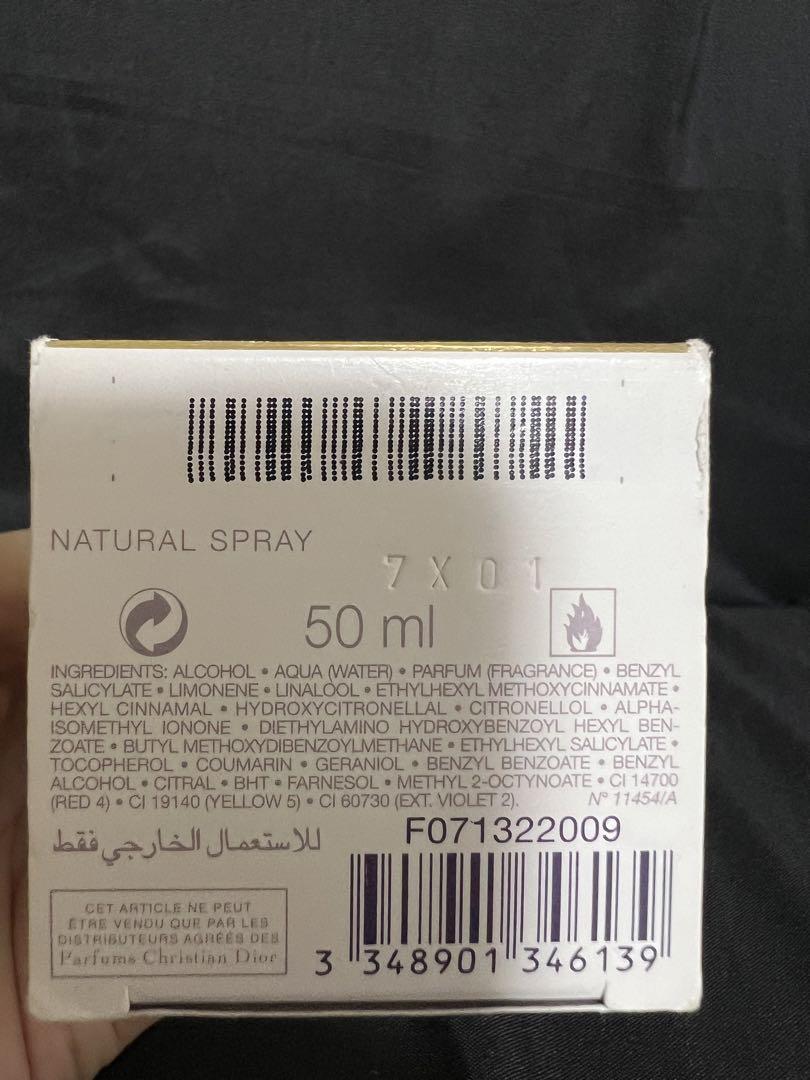 NATURAL SPRAY
7X01
50 ml
INGREDIENTS: ALCOHOL • AQUA (WATER) • PARFUM (FRAGRANCE) • BENZYL
SALICYLATE • LIMONENE • LINALOOL • ETHYLHEXYL METHOXYCINNAMATE •
HEXYL CINNAMAL • HYDROXYCITRONELLAL • CITRONELLOL • ALPHA-
ISOMETHYL IONONE • DIETHYLAMINO HYDROXYBENZOYL HEXYL BEN-
ZOATE • BUTYL METHOXYDIBENZOYLMETHANE • ETHYLHEXYL SALICYLATE •
TOCOPHEROL • COUMARIN • GERANIOL • BENZYL BENZOATE • BENZYL
ALCOHOL • CITRAL • BHT • FARNESOL • METHYL 2-OCTYNOATE • CI 14700
(RED 4) • CI 19140 (YELLOW 5) • CI 60730 (EXT. VIOLET 2). N° 11454/A
للاستعمال الخارجي فقط
F071322009
CET ARTICLE NE PEUT
ÊTRE VENDU QUE PAR LES
DISTRIBUTEURS AGRÉÉS DES
Parfums Christian Dior
3 348901 346139